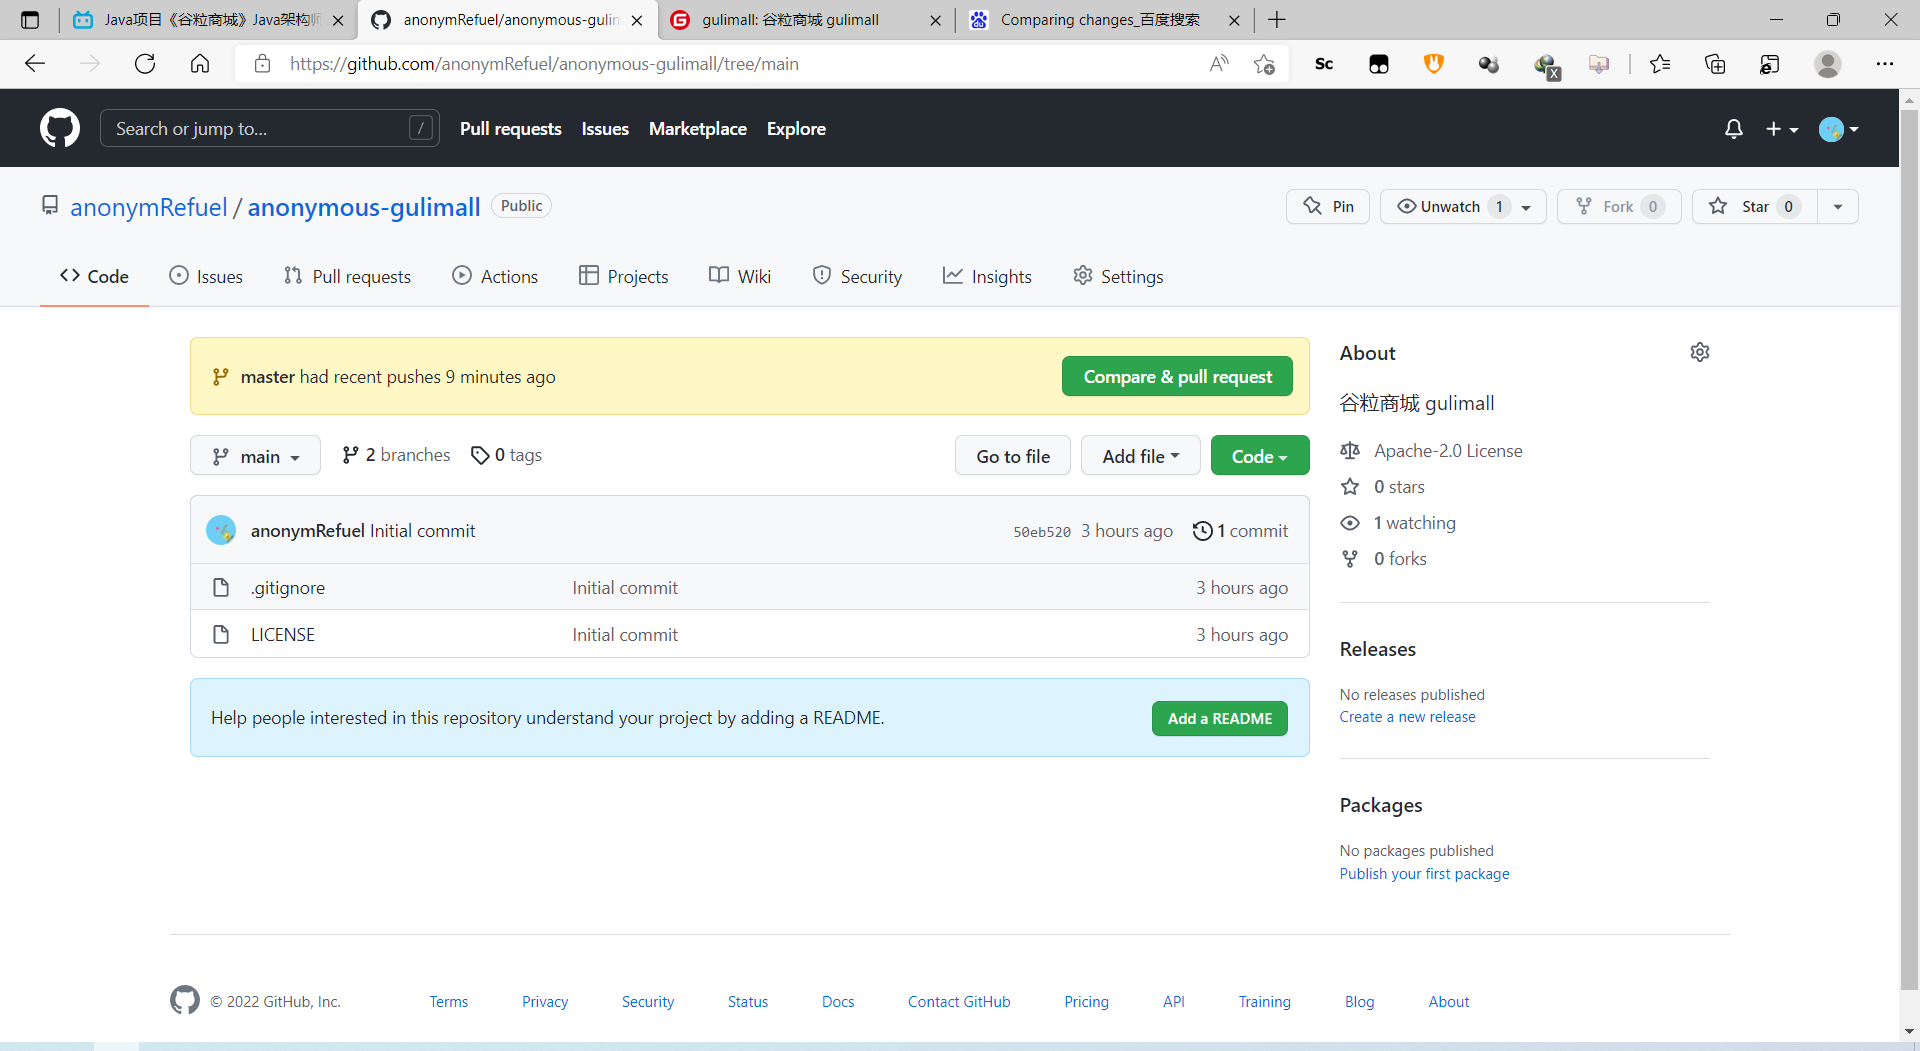 Java项目《谷粒商城》Java架构师
anonymRefuel/anonymous-gulim
gulimall: 谷粒商城 gulimall
Comparing changes_百度搜索
https://github.com/anonymRefuel/anonymous-gulimall/tree/main
Sc
X
Search or jump to...
/
Pull requests
Issues
Marketplace
Explore
anonymRefuel / anonymous-gulimall
Public
Pin
Unwatch 1
Fork 0
Star 0
Code
Issues
Pull requests
Actions
Projects
Wiki
Security
Insights
Settings
master had recent pushes 9 minutes ago
Compare & pull request
main
2 branches
0 tags
Go to file
Add file
Code
anonymRefuel Initial commit
50eb520 3 hours ago
1 commit
.gitignore
Initial commit
3 hours ago
LICENSE
Initial commit
3 hours ago
Help people interested in this repository understand your project by adding a README.
Add a README
About
谷粒商城 gulimall
Apache-2.0 License
0 stars
1 watching
0 forks
Releases
No releases published
Create a new release
Packages
No packages published
Publish your first package
© 2022 GitHub, Inc.
Terms
Privacy
Security
Status
Docs
Contact GitHub
Pricing
API
Training
Blog
About